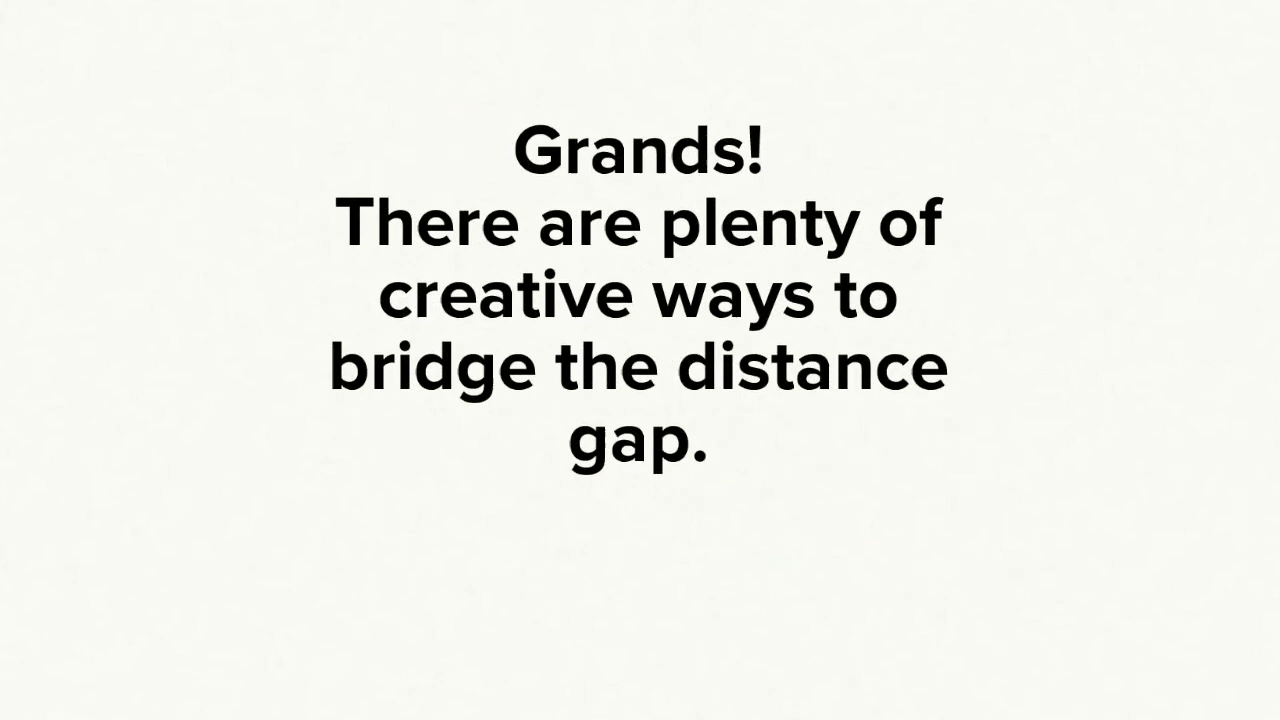 Grands!
There are plenty of
creative ways to
bridge the distance
gap.